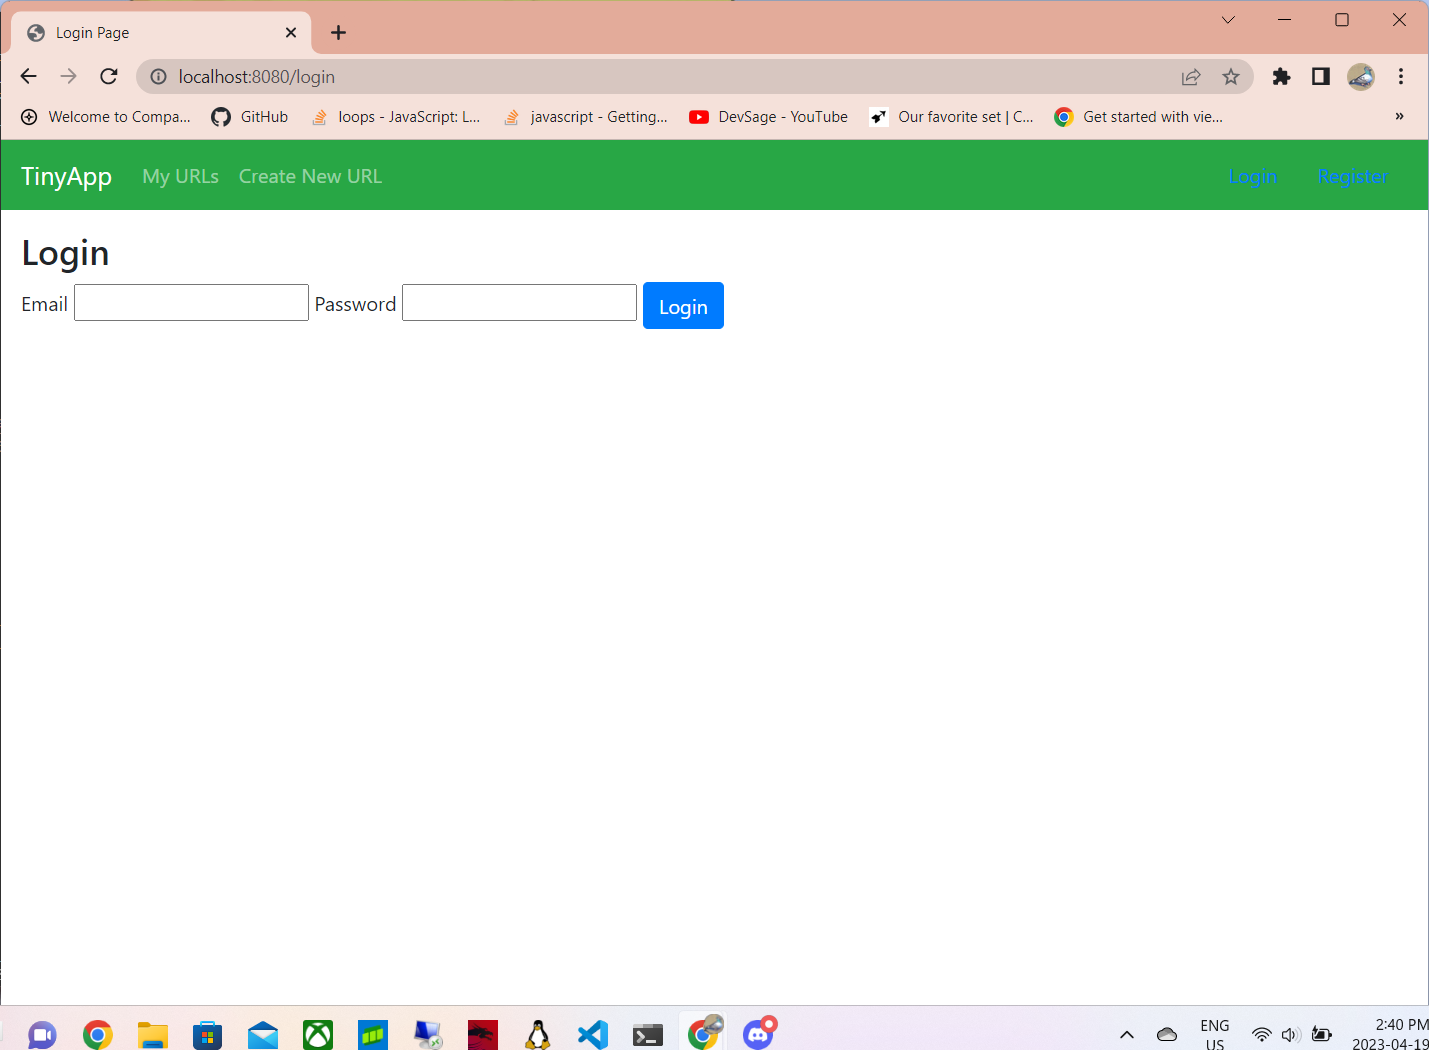 Login Page
localhost:8080/login
Welcome to Compa... GitHub loops - JavaScript: L... javascript - Getting... DevSage - YouTube Our favorite set | C... Get started with vie... »
TinyApp My URLs Create New URL Login Register
Login
Email Password Login
ENG 2:40 PM
US 2023-04-19